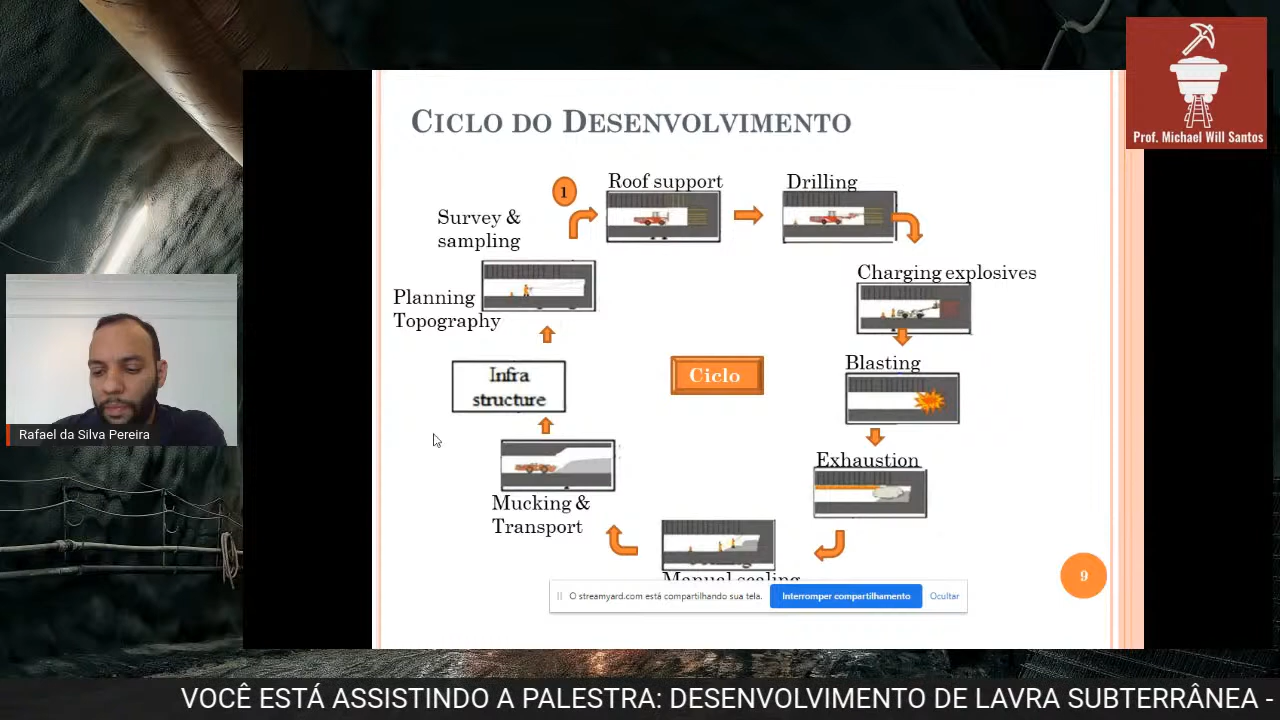 Prof. Michael Will Santos
CICLO DO DESENVOLVIMENTO
1
Roof support
Drilling
Survey &
sampling
Charging explosives
Planning
Topography
Blasting
Infra
structure
Ciclo
Exhaustion
Mucking &
Transport
Manual scaling
9
O streamyard.com está compartilhando sua tela.
Interromper compartilhamento
Ocultar
Rafael da Silva Pereira
VOCÊ ESTÁ ASSISTINDO A PALESTRA: DESENVOLVIMENTO DE LAVRA SUBTERRÂNEA -